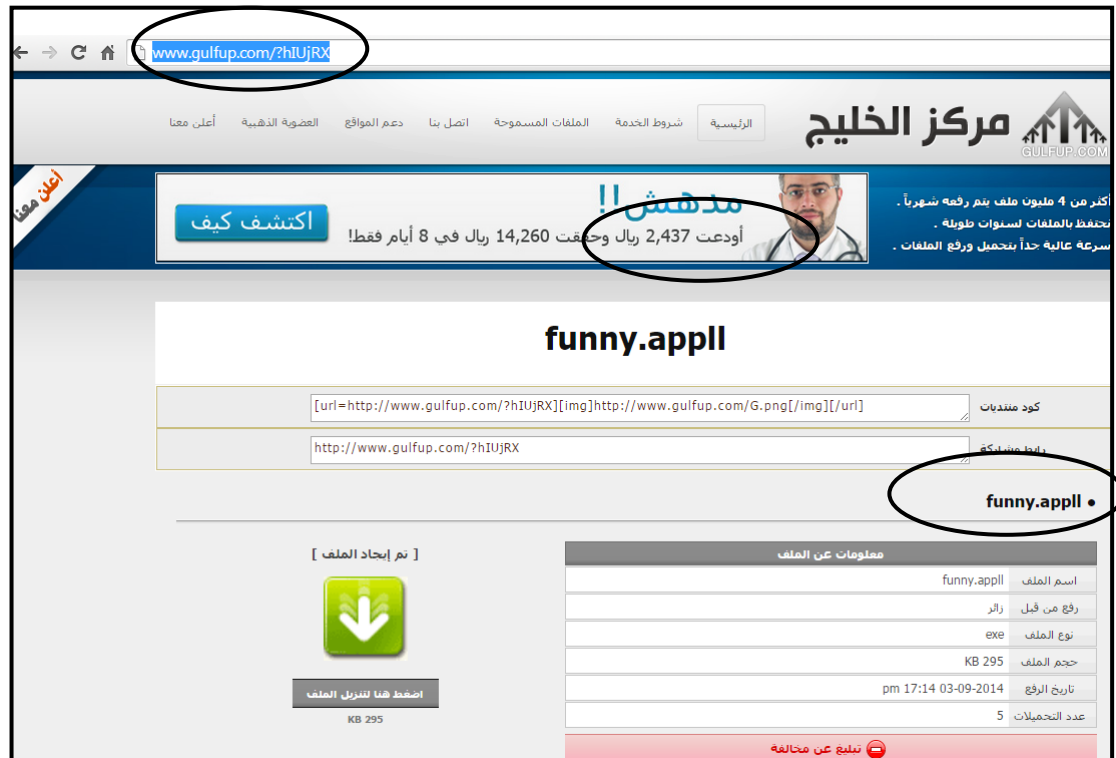 www.gulfup.com/?hIUjRX
مركز الخليج
GULFUP.COM
الرئيسية شروط الخدمة الملفات المسموحة اتصل بنا دعم المواقع العضوية الذهبية أعلن معنا
أكثر من 4 مليون ملف يتم رفعه شهرياً .
نحتفظ بالملفات لسنوات طويلة .
سرعة عالية جداً بتحميل ورفع الملفات .
مدهش!!
أودعت 2,437 ريال وحققت 14,260 ريال في 8 أيام فقط!
اكتشف كيف
أعلن معنا
funny.appll
كود منتديات [url=http://www.gulfup.com/?hIUjRX][img]http://www.gulfup.com/G.png[/img][/url]
رابط مشاركة http://www.gulfup.com/?hIUjRX
• funny.appll
معلومات عن الملف
اسم الملف funny.appll
رفع من قبل زائر
نوع الملف exe
حجم الملف KB 295
تاريخ الرفع pm 17:14 03-09-2014
عدد التحميلات 5
تبليغ عن مخالفة
[ تم إيجاد الملف ]
اضغط هنا لتنزيل الملف
KB 295